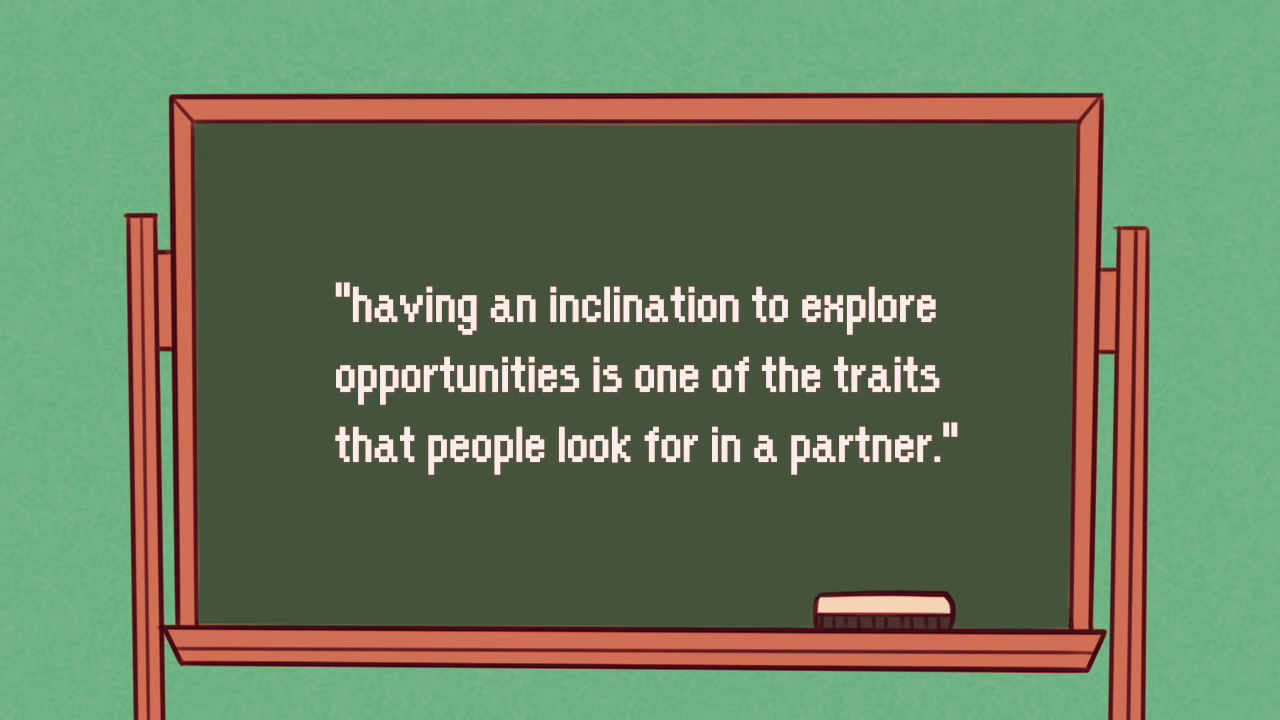 "having an inclination to explore
opportunities is one of the traits
that people look for in a partner."